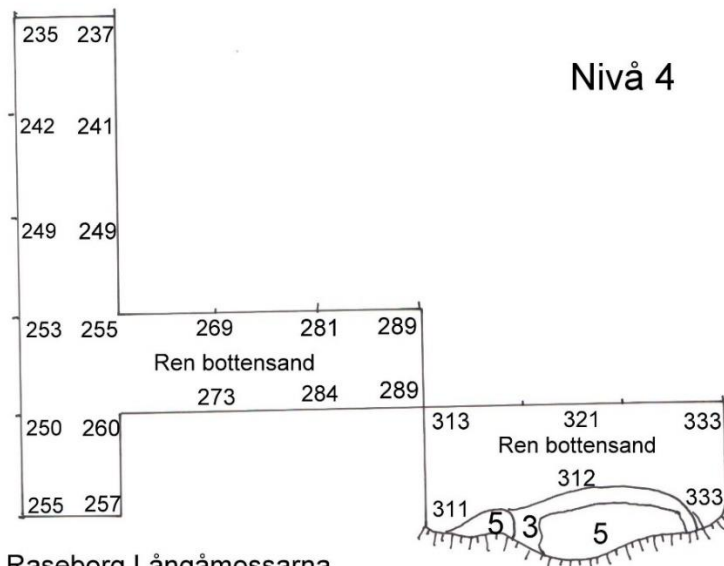 235 237
Nivå 4
242 241
249 249
253 255 269 281 289
Ren bottensand
273 284 289
250 260 313 321 333
Ren bottensand
312
255 257 311 333
5 3 5
Raseborg Långåmossarna